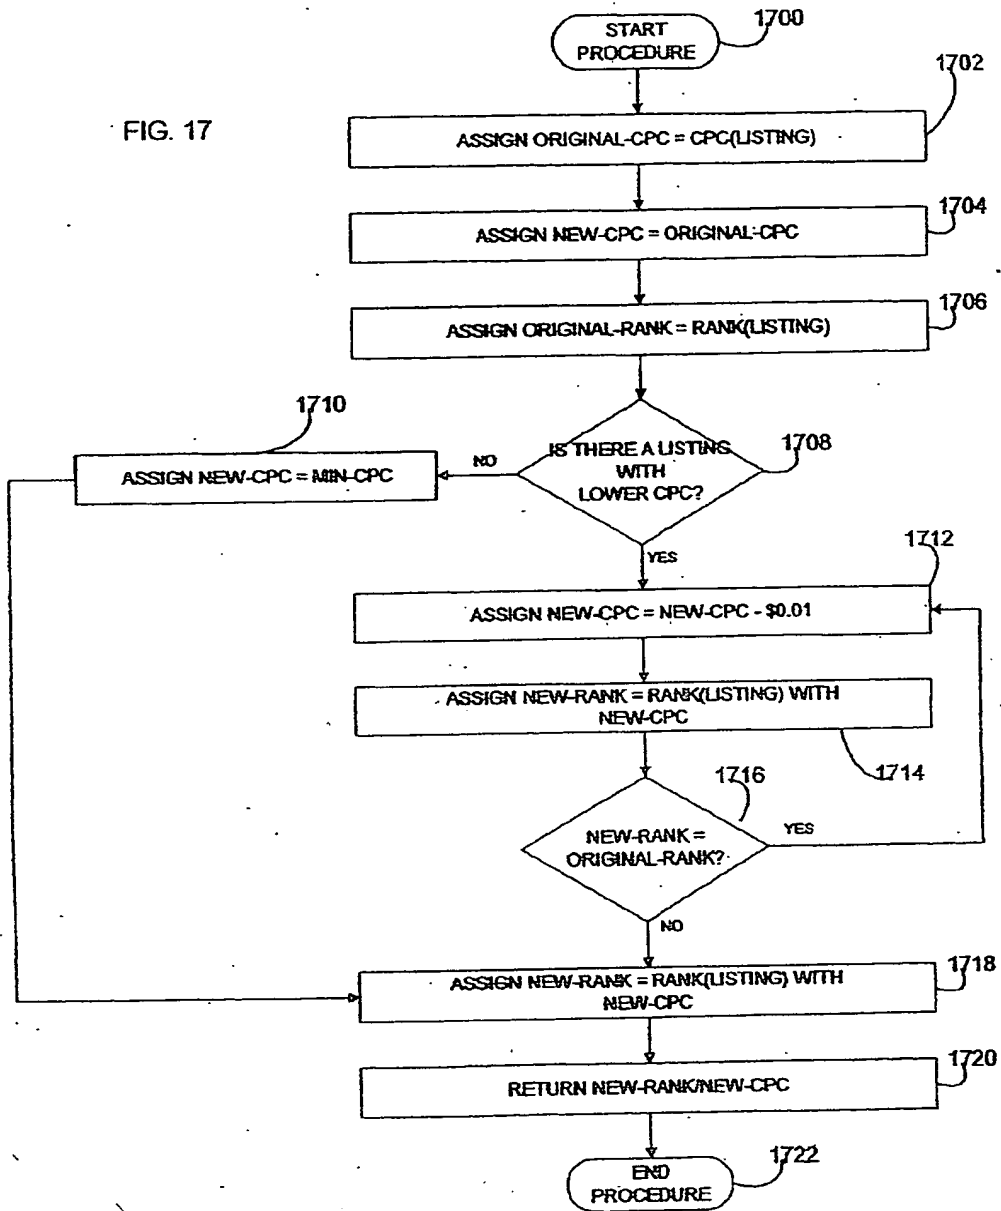 1700
START
PROCEDURE
1702
FIG. 17
ASSIGN ORIGINAL-CPC = CPC(LISTING)
1704
ASSIGN NEW-CPC = ORIGINAL-CPC
1706
ASSIGN ORIGINAL-RANK = RANK(LISTING)
1710
1708
IS THERE A LISTING
WITH
LOWER CPC?
NO
ASSIGN NEW-CPC = MIN-CPC
YES
1712
ASSIGN NEW-CPC = NEW-CPC - $0.01
ASSIGN NEW-RANK = RANK(LISTING) WITH
NEW-CPC
1714
1716
NEW-RANK =
ORIGINAL-RANK?
YES
NO
1718
ASSIGN NEW-RANK = RANK(LISTING) WITH
NEW-CPC
1720
RETURN NEW-RANK/NEW-CPC
1722
END
PROCEDURE